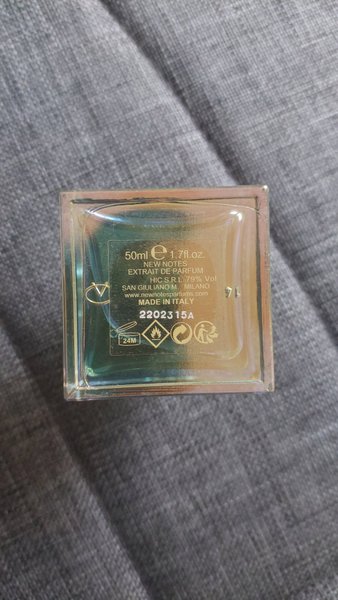 50ml ℮ 1.7fl.oz.
NEW NOTES
EXTRAIT DE PARFUM
HIC S.R.L 79% Vol
SAN GIULIANO M. MILANO
www.newnotesparfums.com
MADE IN ITALY
2202315A
24M